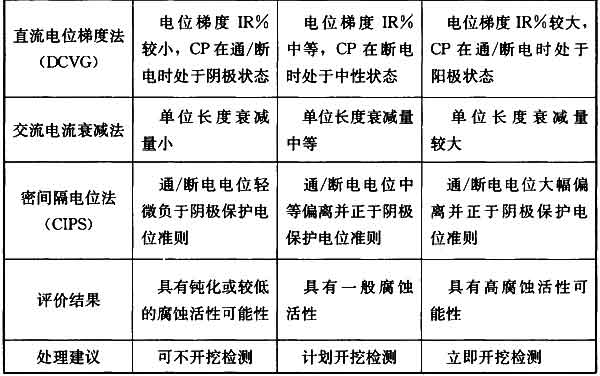 直流电位梯度法
（DCVG）
电位梯度 IR％
较小，CP 在通/断
电时处于阴极状态
电位梯度 IR％
中等，CP 在断电
时处于中性状态
电位梯度 IR％较大，
CP 在通/断电时处于
阳极状态
交流电流衰减法
单位长度衰减
量小
单位长度衰减量
中等
单位长度衰减量
较大
密间隔电位法
（CIPS）
通/断电电位轻
微负于阴极保护电
位准则
通/断电电位中
等偏离并正于阴极
保护电位准则
通/断电电位大幅偏
离并正于阴极保护电
位准则
评价结果
具有钝化或较低
的腐蚀活性可能性
具有一般腐蚀
活性
具有高腐蚀活性可
能性
处理建议
可不开挖检测
计划开挖检测
立即开挖检测